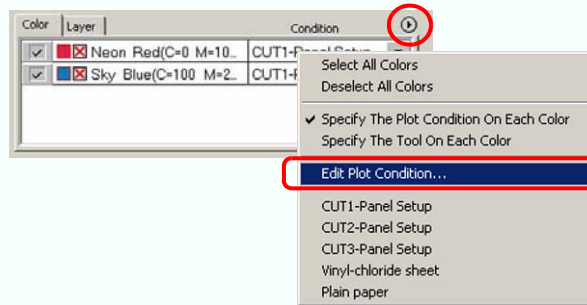 Color Layer Condition
Neon Red(C=0 M=10.. CUT1-Panel Setup
Sky Blue(C=100 M=2.. CUT1-
Select All Colors
Deselect All Colors
Specify The Plot Condition On Each Color
Specify The Tool On Each Color
Edit Plot Condition...
CUT1-Panel Setup
CUT2-Panel Setup
CUT3-Panel Setup
Vinyl-chloride sheet
Plain paper